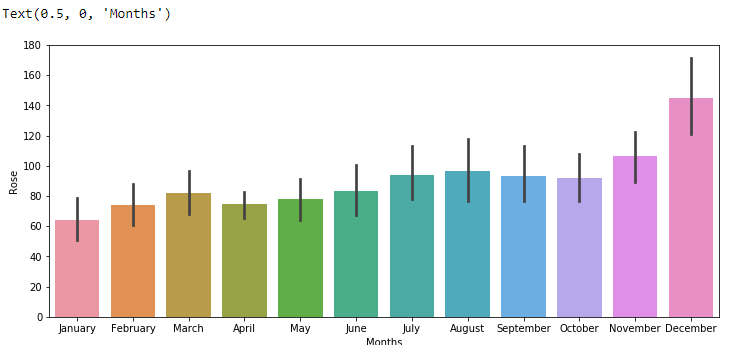 Text(0.5, 0, 'Months')
180
160
140
120
100
80
60
40
20
0
Rose
January February March April May June July August September October November December
Months